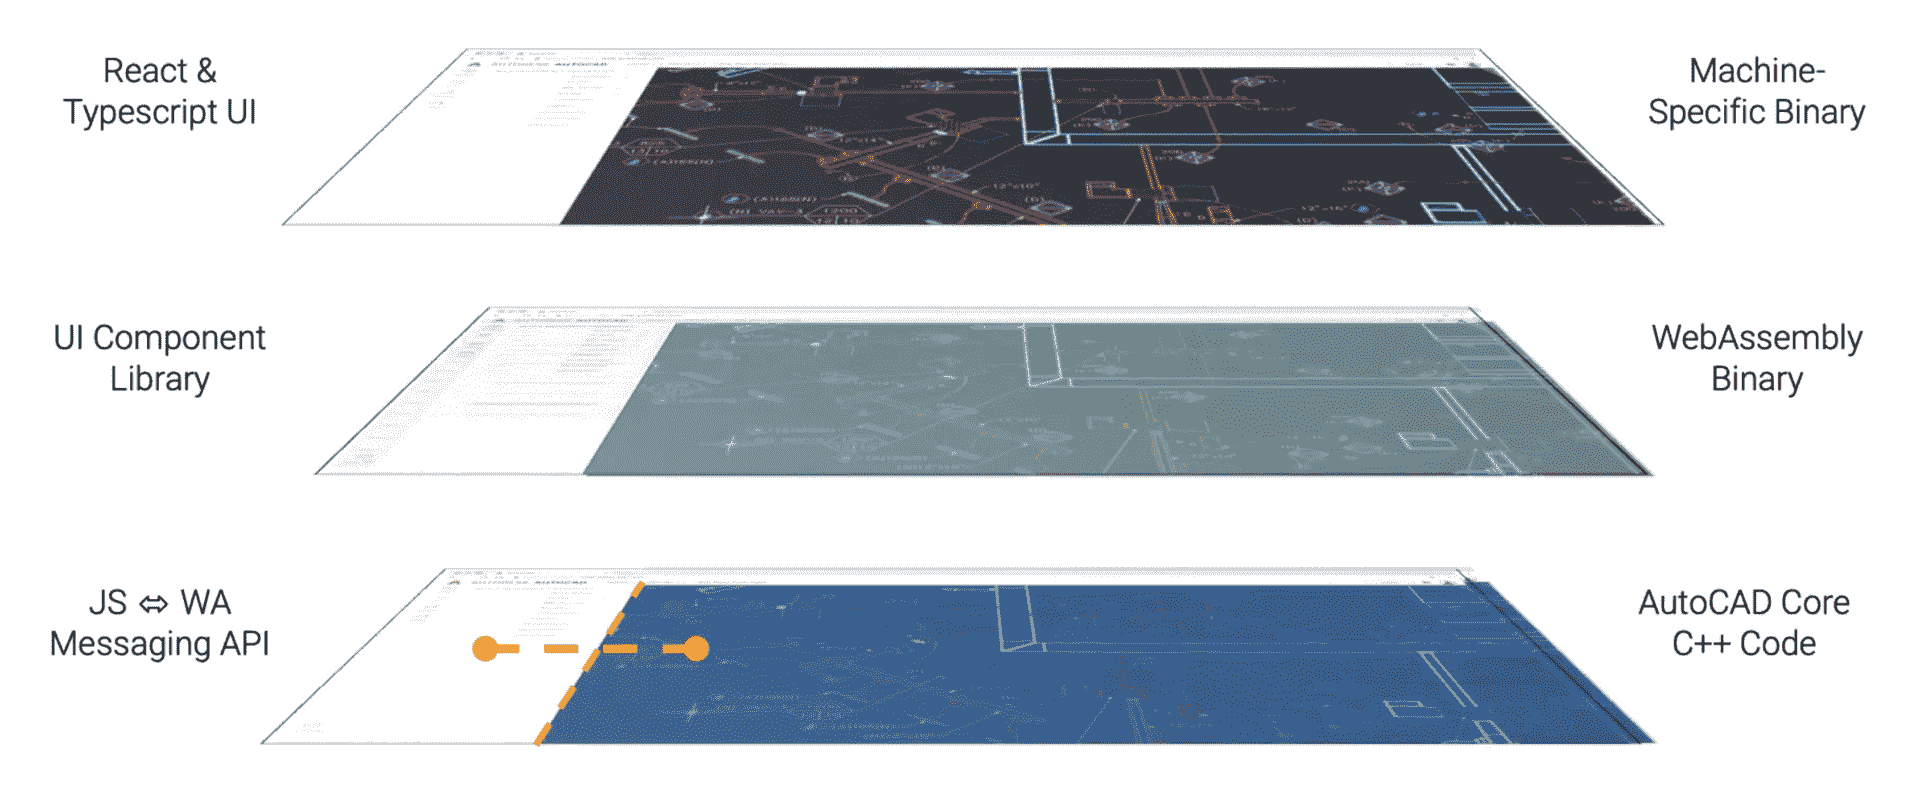 React &
Typescript UI
Machine-
Specific Binary
UI Component
Library
WebAssembly
Binary
JS ⇔ WA
Messaging API
AutoCAD Core
C++ Code